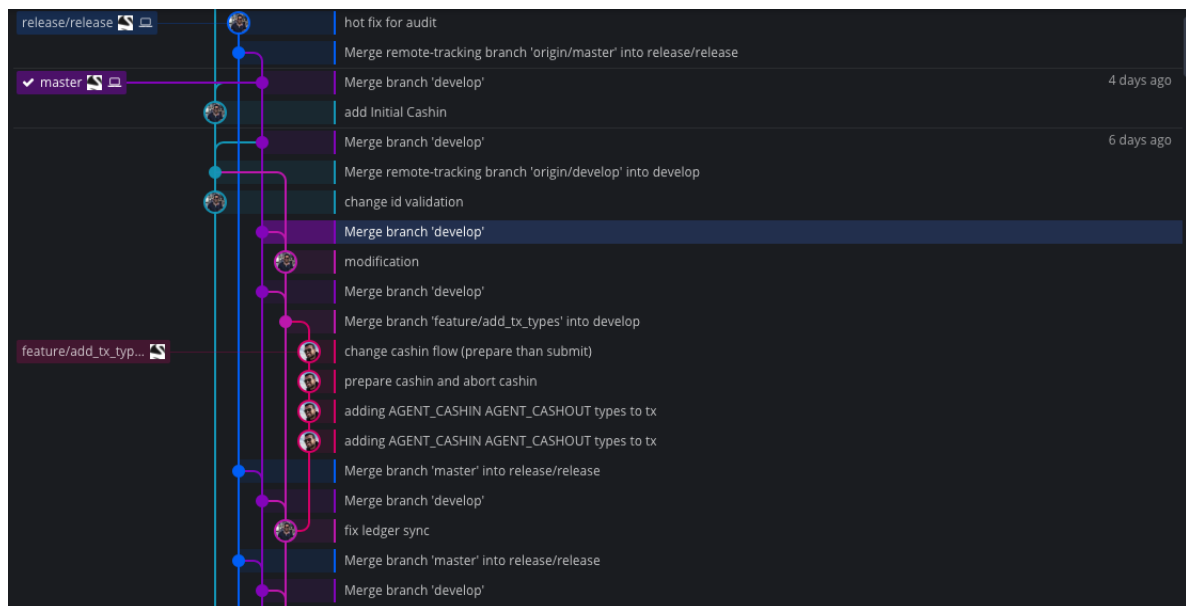 release/release hot fix for audit
Merge remote-tracking branch 'origin/master' into release/release
master Merge branch 'develop' 4 days ago
add Initial Cashin
Merge branch 'develop' 6 days ago
Merge remote-tracking branch 'origin/develop' into develop
change id validation
Merge branch 'develop'
modification
Merge branch 'develop'
Merge branch 'feature/add_tx_types' into develop
feature/add_tx_typ... change cashin flow (prepare than submit)
prepare cashin and abort cashin
adding AGENT_CASHIN AGENT_CASHOUT types to tx
adding AGENT_CASHIN AGENT_CASHOUT types to tx
Merge branch 'master' into release/release
Merge branch 'develop'
fix ledger sync
Merge branch 'master' into release/release
Merge branch 'develop'